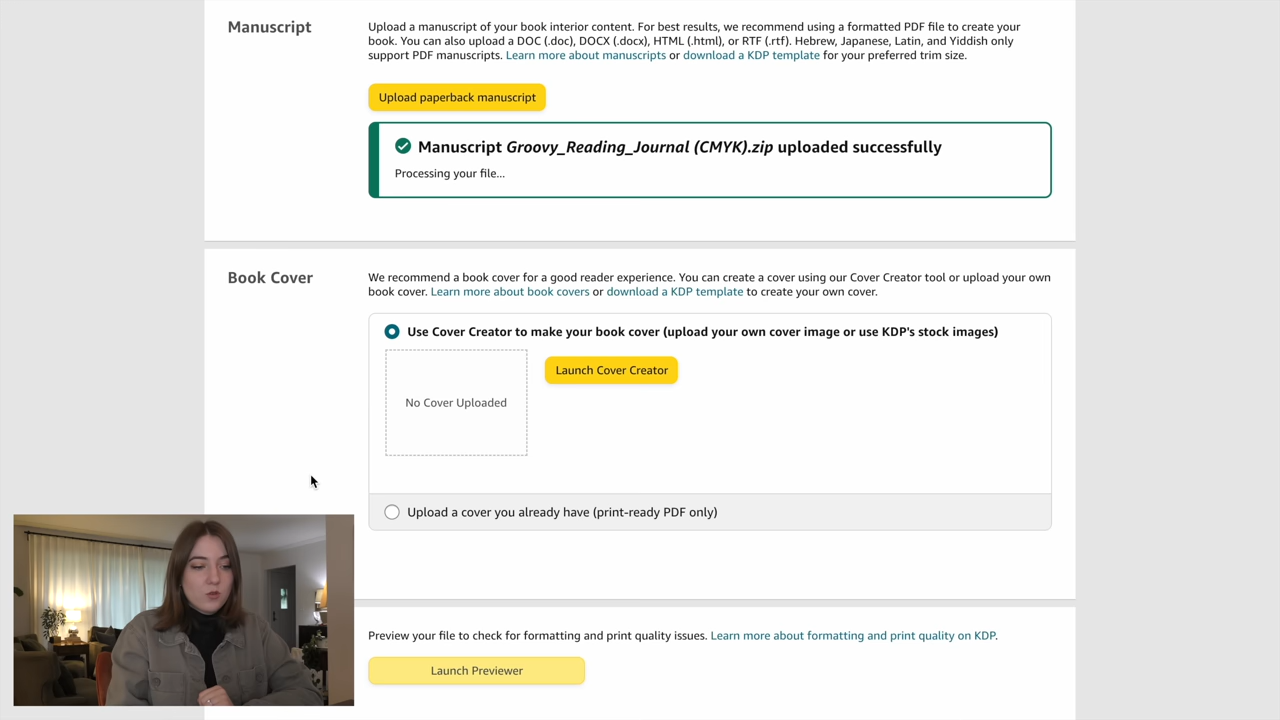 Manuscript
Upload a manuscript of your book interior content. For best results, we recommend using a formatted PDF file to create your
book. You can also upload a DOC (.doc), DOCX (.docx), HTML (.html), or RTF (.rtf). Hebrew, Japanese, Latin, and Yiddish only
support PDF manuscripts. Learn more about manuscripts or download a KDP template for your preferred trim size.
Upload paperback manuscript
Manuscript Groovy_Reading_Journal (CMYK).zip uploaded successfully
Processing your file...
Book Cover
We recommend a book cover for a good reader experience. You can create a cover using our Cover Creator tool or upload your own
book cover. Learn more about book covers or download a KDP template to create your own cover.
Use Cover Creator to make your book cover (upload your own cover image or use KDP's stock images)
Launch Cover Creator
No Cover Uploaded
Upload a cover you already have (print-ready PDF only)
Preview your file to check for formatting and print quality issues. Learn more about formatting and print quality on KDP.
Launch Previewer